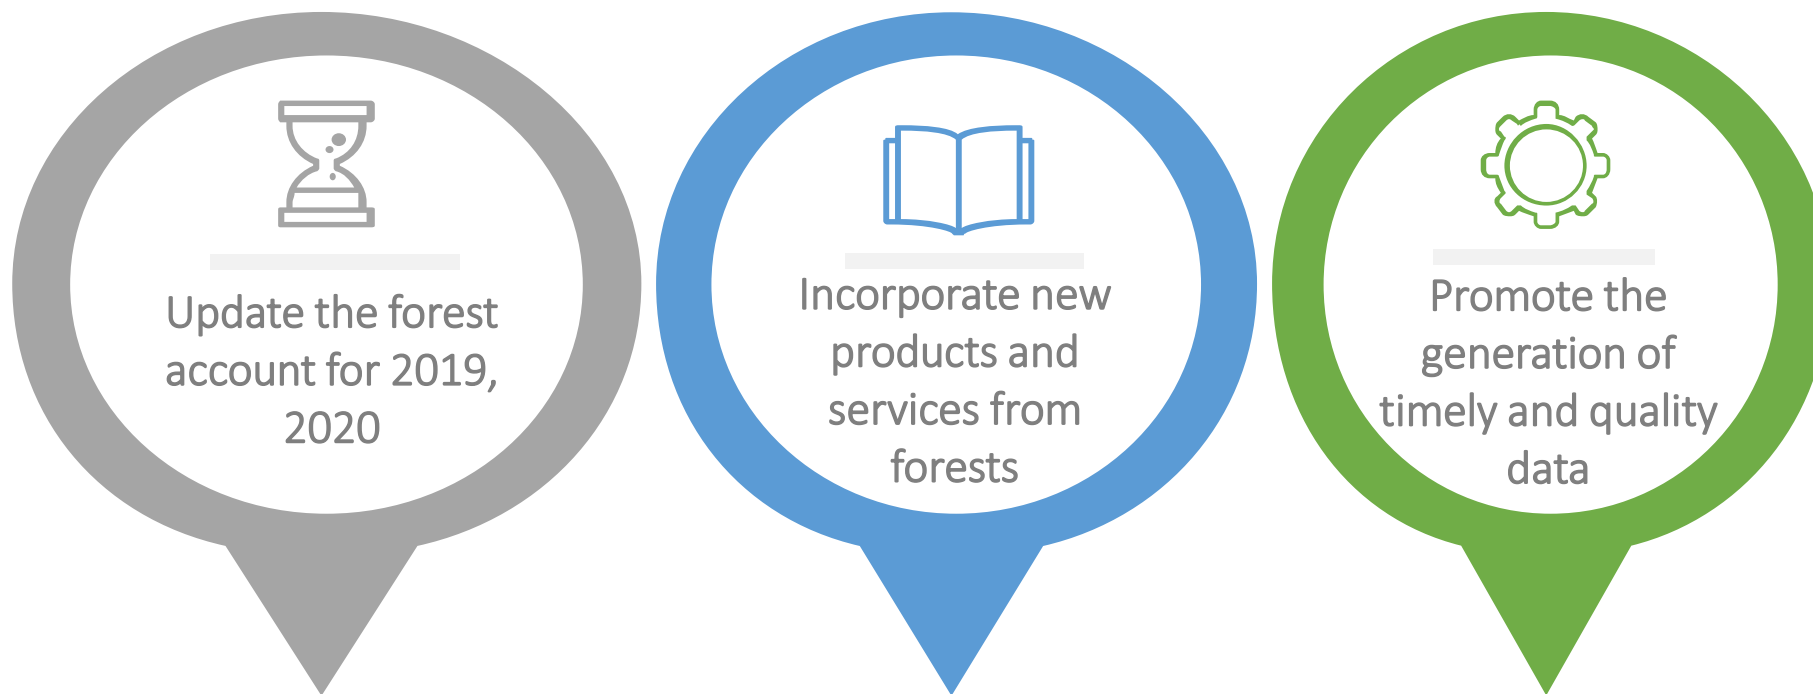 Update the forest
account for 2019,
2020
Incorporate new
products and
services from
forests
Promote the
generation of
timely and quality
data